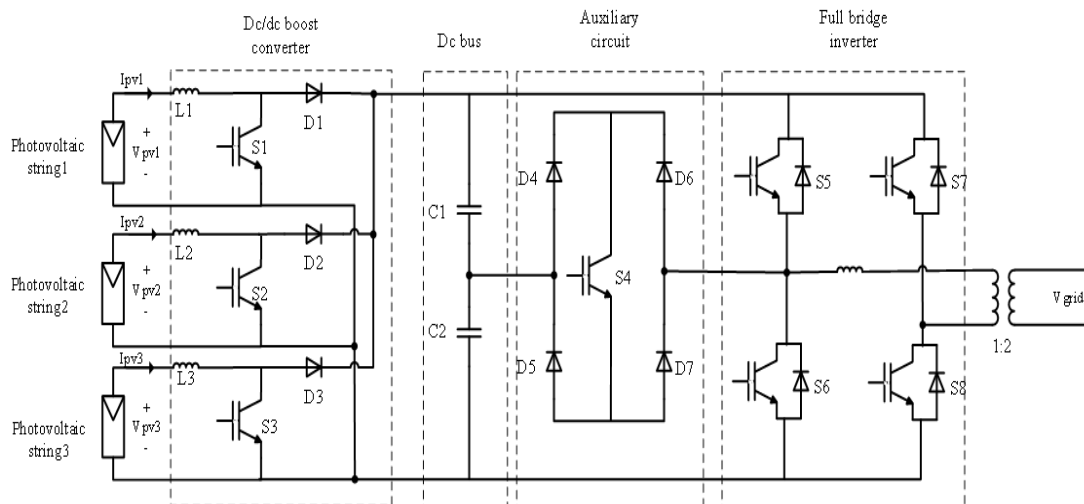 Dc/dc boost
converter
Dc bus
Auxiliary
circuit
Full bridge
inverter
Ipv1
L1
D1
Photovoltaic
string1
+
Vpv1
-
S1
Ipv2
L2
D2
Photovoltaic
string2
+
Vpv2
-
S2
Ipv3
L3
D3
Photovoltaic
string3
+
Vpv3
-
S3
C1
C2
D4
D6
S4
D5
D7
S5
S7
S6
S8
1:2
V grid